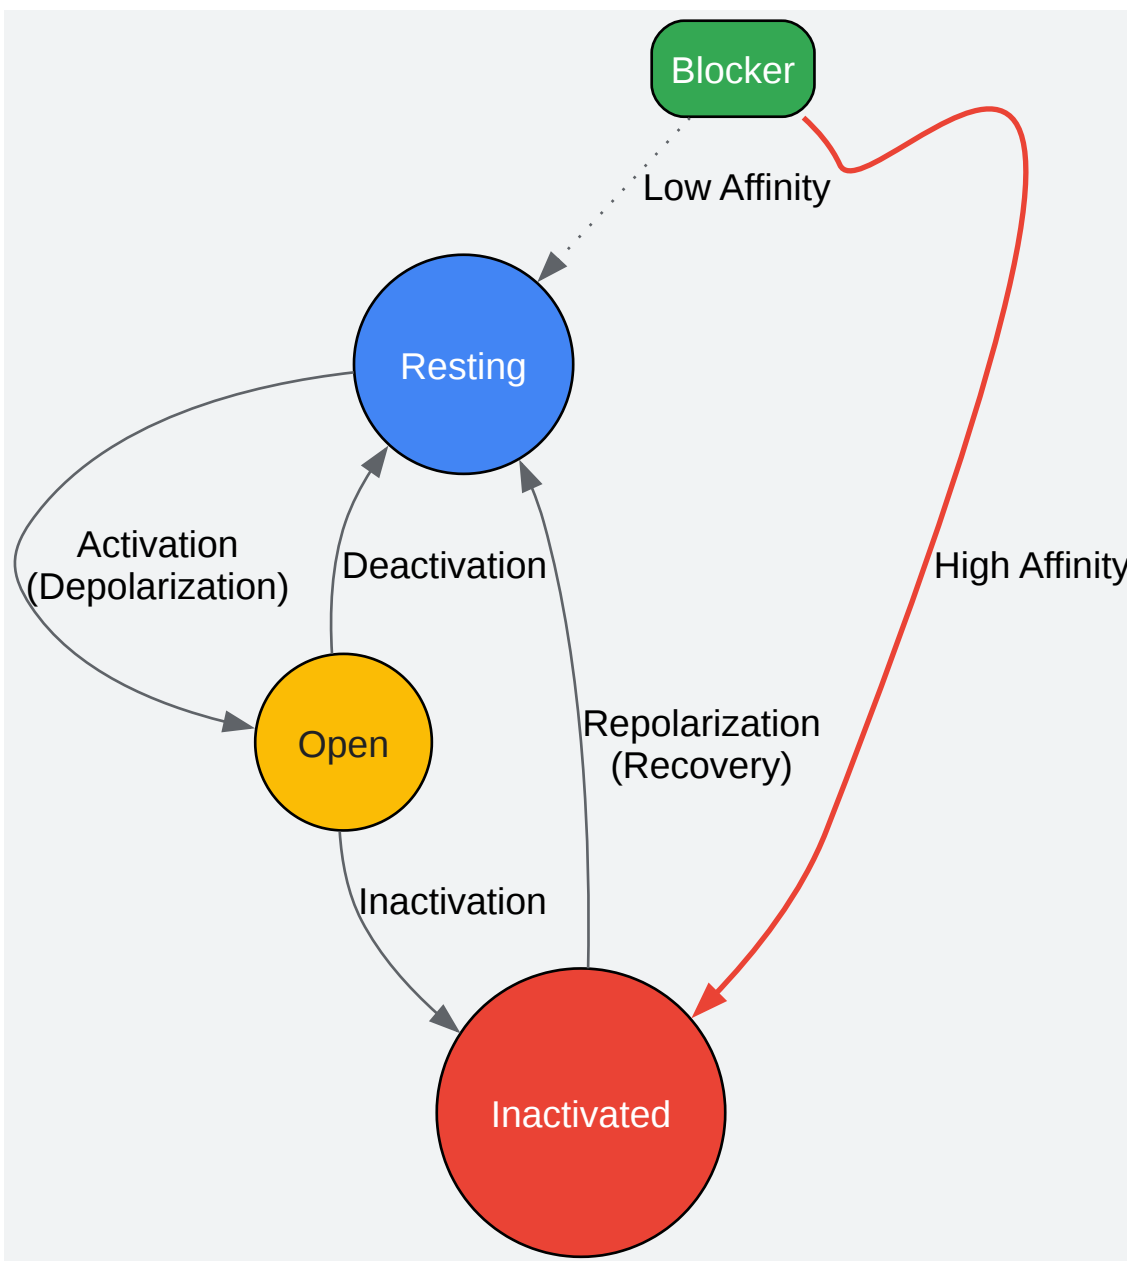 Blocker
Low Affinity
Resting
Activation
(Depolarization)
Deactivation
High Affinity
Open
Repolarization
(Recovery)
Inactivation
Inactivated